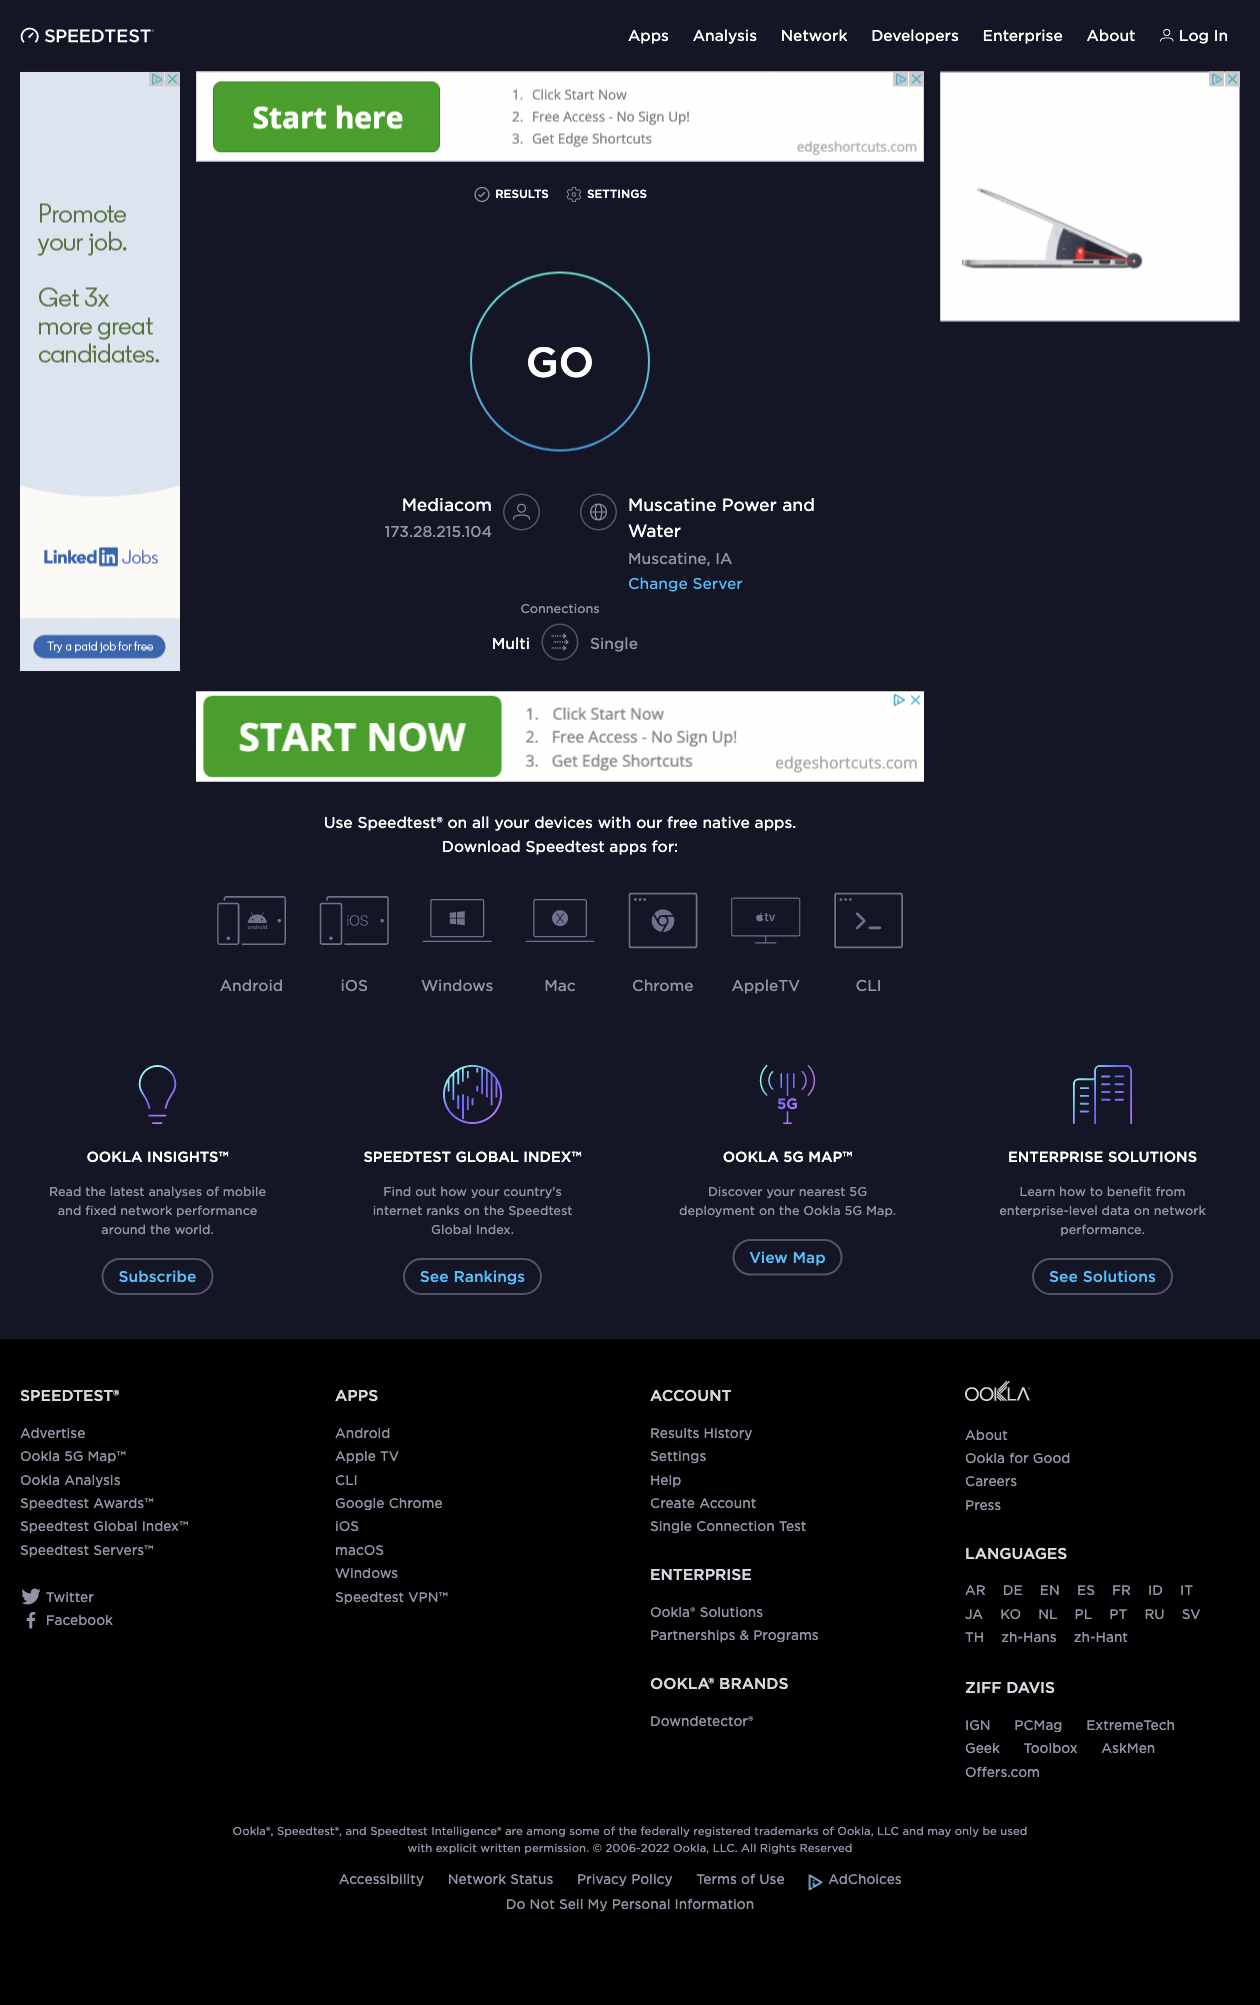 SPEEDTEST
Apps Analysis Network Developers Enterprise About Log In
Promote
your job.
Get 3x
more great
candidates.
LinkedIn Jobs
Try a paid job for free
Start here
1. Click Start Now
2. Free Access - No Sign Up!
3. Get Edge Shortcuts
edgeshortcuts.com
RESULTS SETTINGS
GO
Mediacom
173.28.215.104
Muscatine Power and
Water
Muscatine, IA
Change Server
Connections
Multi Single
START NOW
1. Click Start Now
2. Free Access - No Sign Up!
3. Get Edge Shortcuts
edgeshortcuts.com
Use Speedtest® on all your devices with our free native apps.
Download Speedtest apps for:
android iOS X tv
Android iOS Windows Mac Chrome AppleTV CLI
5G
OOKLA INSIGHTS™
Read the latest analyses of mobile
and fixed network performance
around the world.
Subscribe
SPEEDTEST GLOBAL INDEX™
Find out how your country's
internet ranks on the Speedtest
Global Index.
See Rankings
OOKLA 5G MAP™
Discover your nearest 5G
deployment on the Ookla 5G Map.
View Map
ENTERPRISE SOLUTIONS
Learn how to benefit from
enterprise-level data on network
performance.
See Solutions
SPEEDTEST®
Advertise
Ookla 5G Map™
Ookla Analysis
Speedtest Awards™
Speedtest Global Index™
Speedtest Servers™
Twitter
Facebook
APPS
Android
Apple TV
CLI
Google Chrome
iOS
macOS
Windows
Speedtest VPN™
ACCOUNT
Results History
Settings
Help
Create Account
Single Connection Test
ENTERPRISE
Ookla® Solutions
Partnerships & Programs
OOKLA® BRANDS
Downdetector®
OOKLA
About
Ookla for Good
Careers
Press
LANGUAGES
AR DE EN ES FR ID IT
JA KO NL PL PT RU SV
TH zh-Hans zh-Hant
ZIFF DAVIS
IGN PCMag ExtremeTech
Geek Toolbox AskMen
Offers.com
Ookla®, Speedtest®, and Speedtest Intelligence® are among some of the federally registered trademarks of Ookla, LLC and may only be used
with explicit written permission. © 2006-2022 Ookla, LLC. All Rights Reserved
Accessibility Network Status Privacy Policy Terms of Use AdChoices
Do Not Sell My Personal Information